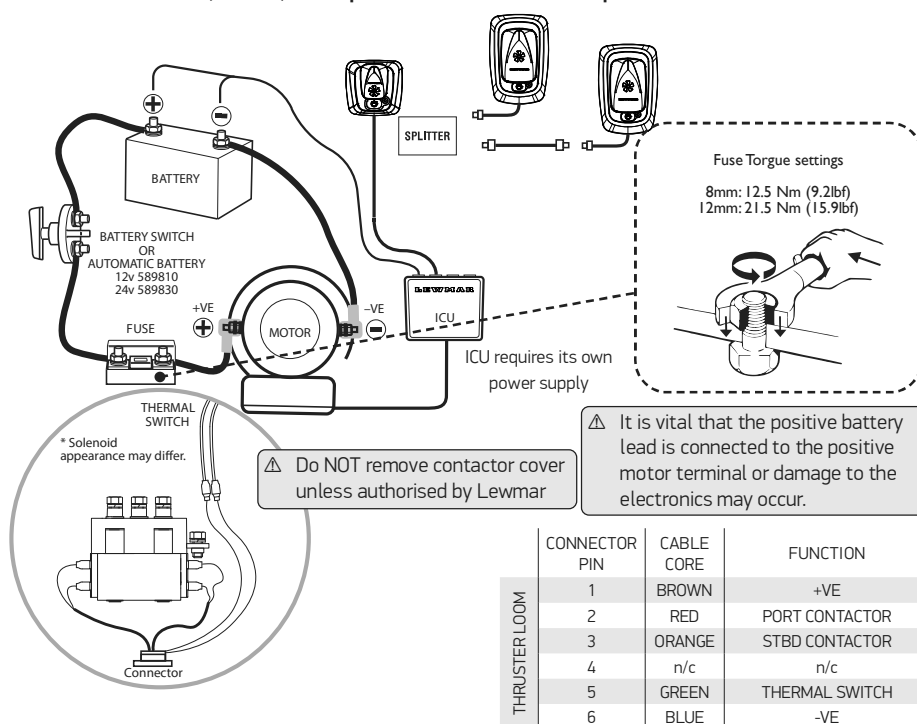 SPLITTER
BATTERY
BATTERY SWITCH
OR
AUTOMATIC BATTERY
12v 589810
24v 589830
FUSE
+VE
MOTOR
-VE
LEWMAR
ICU
ICU requires its own
power supply
Fuse Torgue settings
8mm: 12.5 Nm (9.2lbf)
12mm: 21.5 Nm (15.9lbf)
THERMAL
SWITCH
* Solenoid
appearance may differ.
Connector
⚠ Do NOT remove contactor cover
unless authorised by Lewmar
⚠ It is vital that the positive battery
lead is connected to the positive
motor terminal or damage to the
electronics may occur.
THRUSTER LOOM
CONNECTOR PIN | CABLE CORE | FUNCTION
1 BROWN +VE
2 RED PORT CONTACTOR
3 ORANGE STBD CONTACTOR
4 n/c n/c
5 GREEN THERMAL SWITCH
6 BLUE -VE